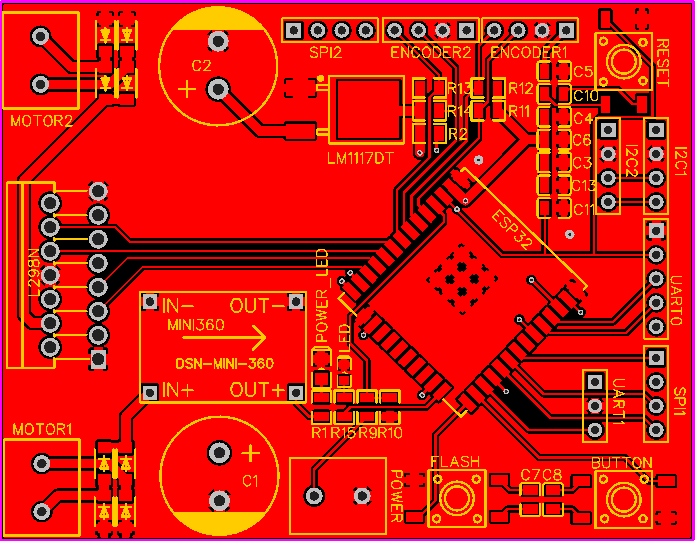 SPI2
ENCODER2
ENCODER1
RESET
C2
C5
MOTOR2
R13
R12
C10
R14
R11
C4
R2
C6
LM1117DT
C3
I2C2
I2C1
C13
C11
ESP32
L298N
POWER_LED
UART0
IN-
OUT-
MINI360
LED
DSN-MINI-360
IN+
OUT+
UART1
SPI1
R1
R15
R9
R10
MOTOR1
C1
POWER
FLASH
C7
C8
BUTTON